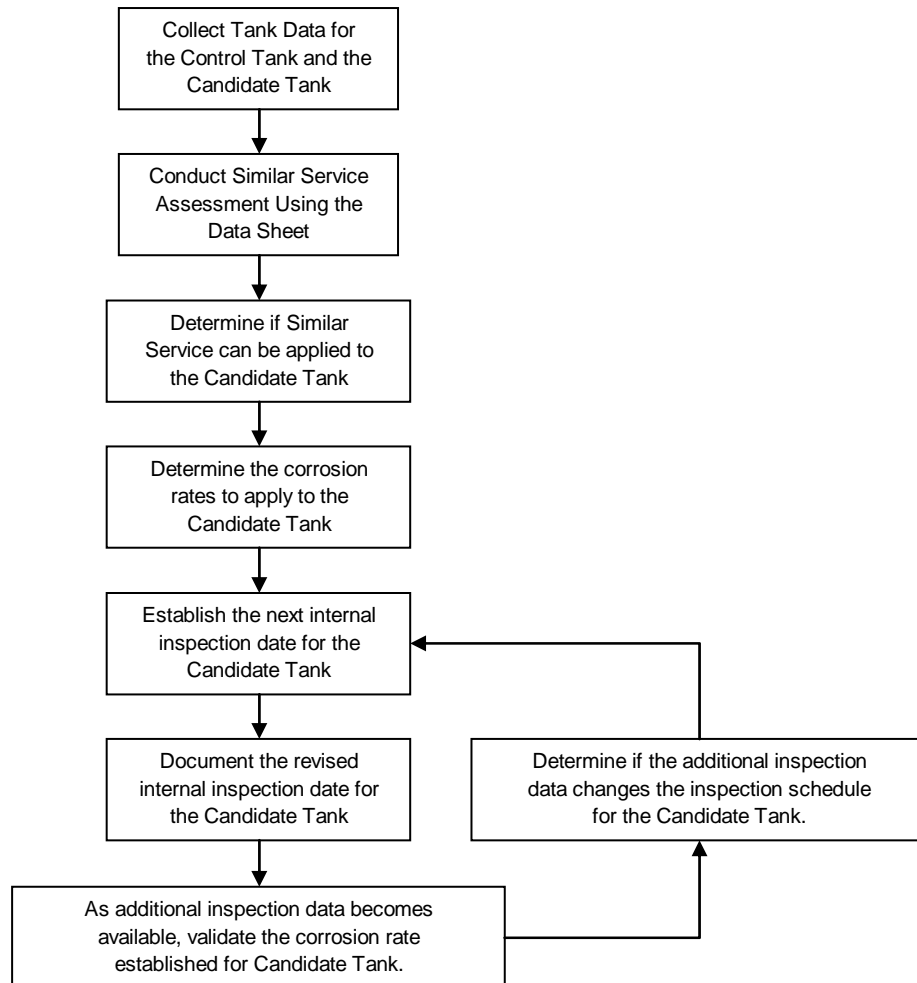 Collect Tank Data for
the Control Tank and the
Candidate Tank
Conduct Similar Service
Assessment Using the
Data Sheet
Determine if Similar
Service can be applied to
the Candidate Tank
Determine the corrosion
rates to apply to the
Candidate Tank
Establish the next internal
inspection date for the
Candidate Tank
Document the revised
internal inspection date for
the Candidate Tank
Determine if the additional inspection
data changes the inspection schedule
for the Candidate Tank.
As additional inspection data becomes
available, validate the corrosion rate
established for Candidate Tank.